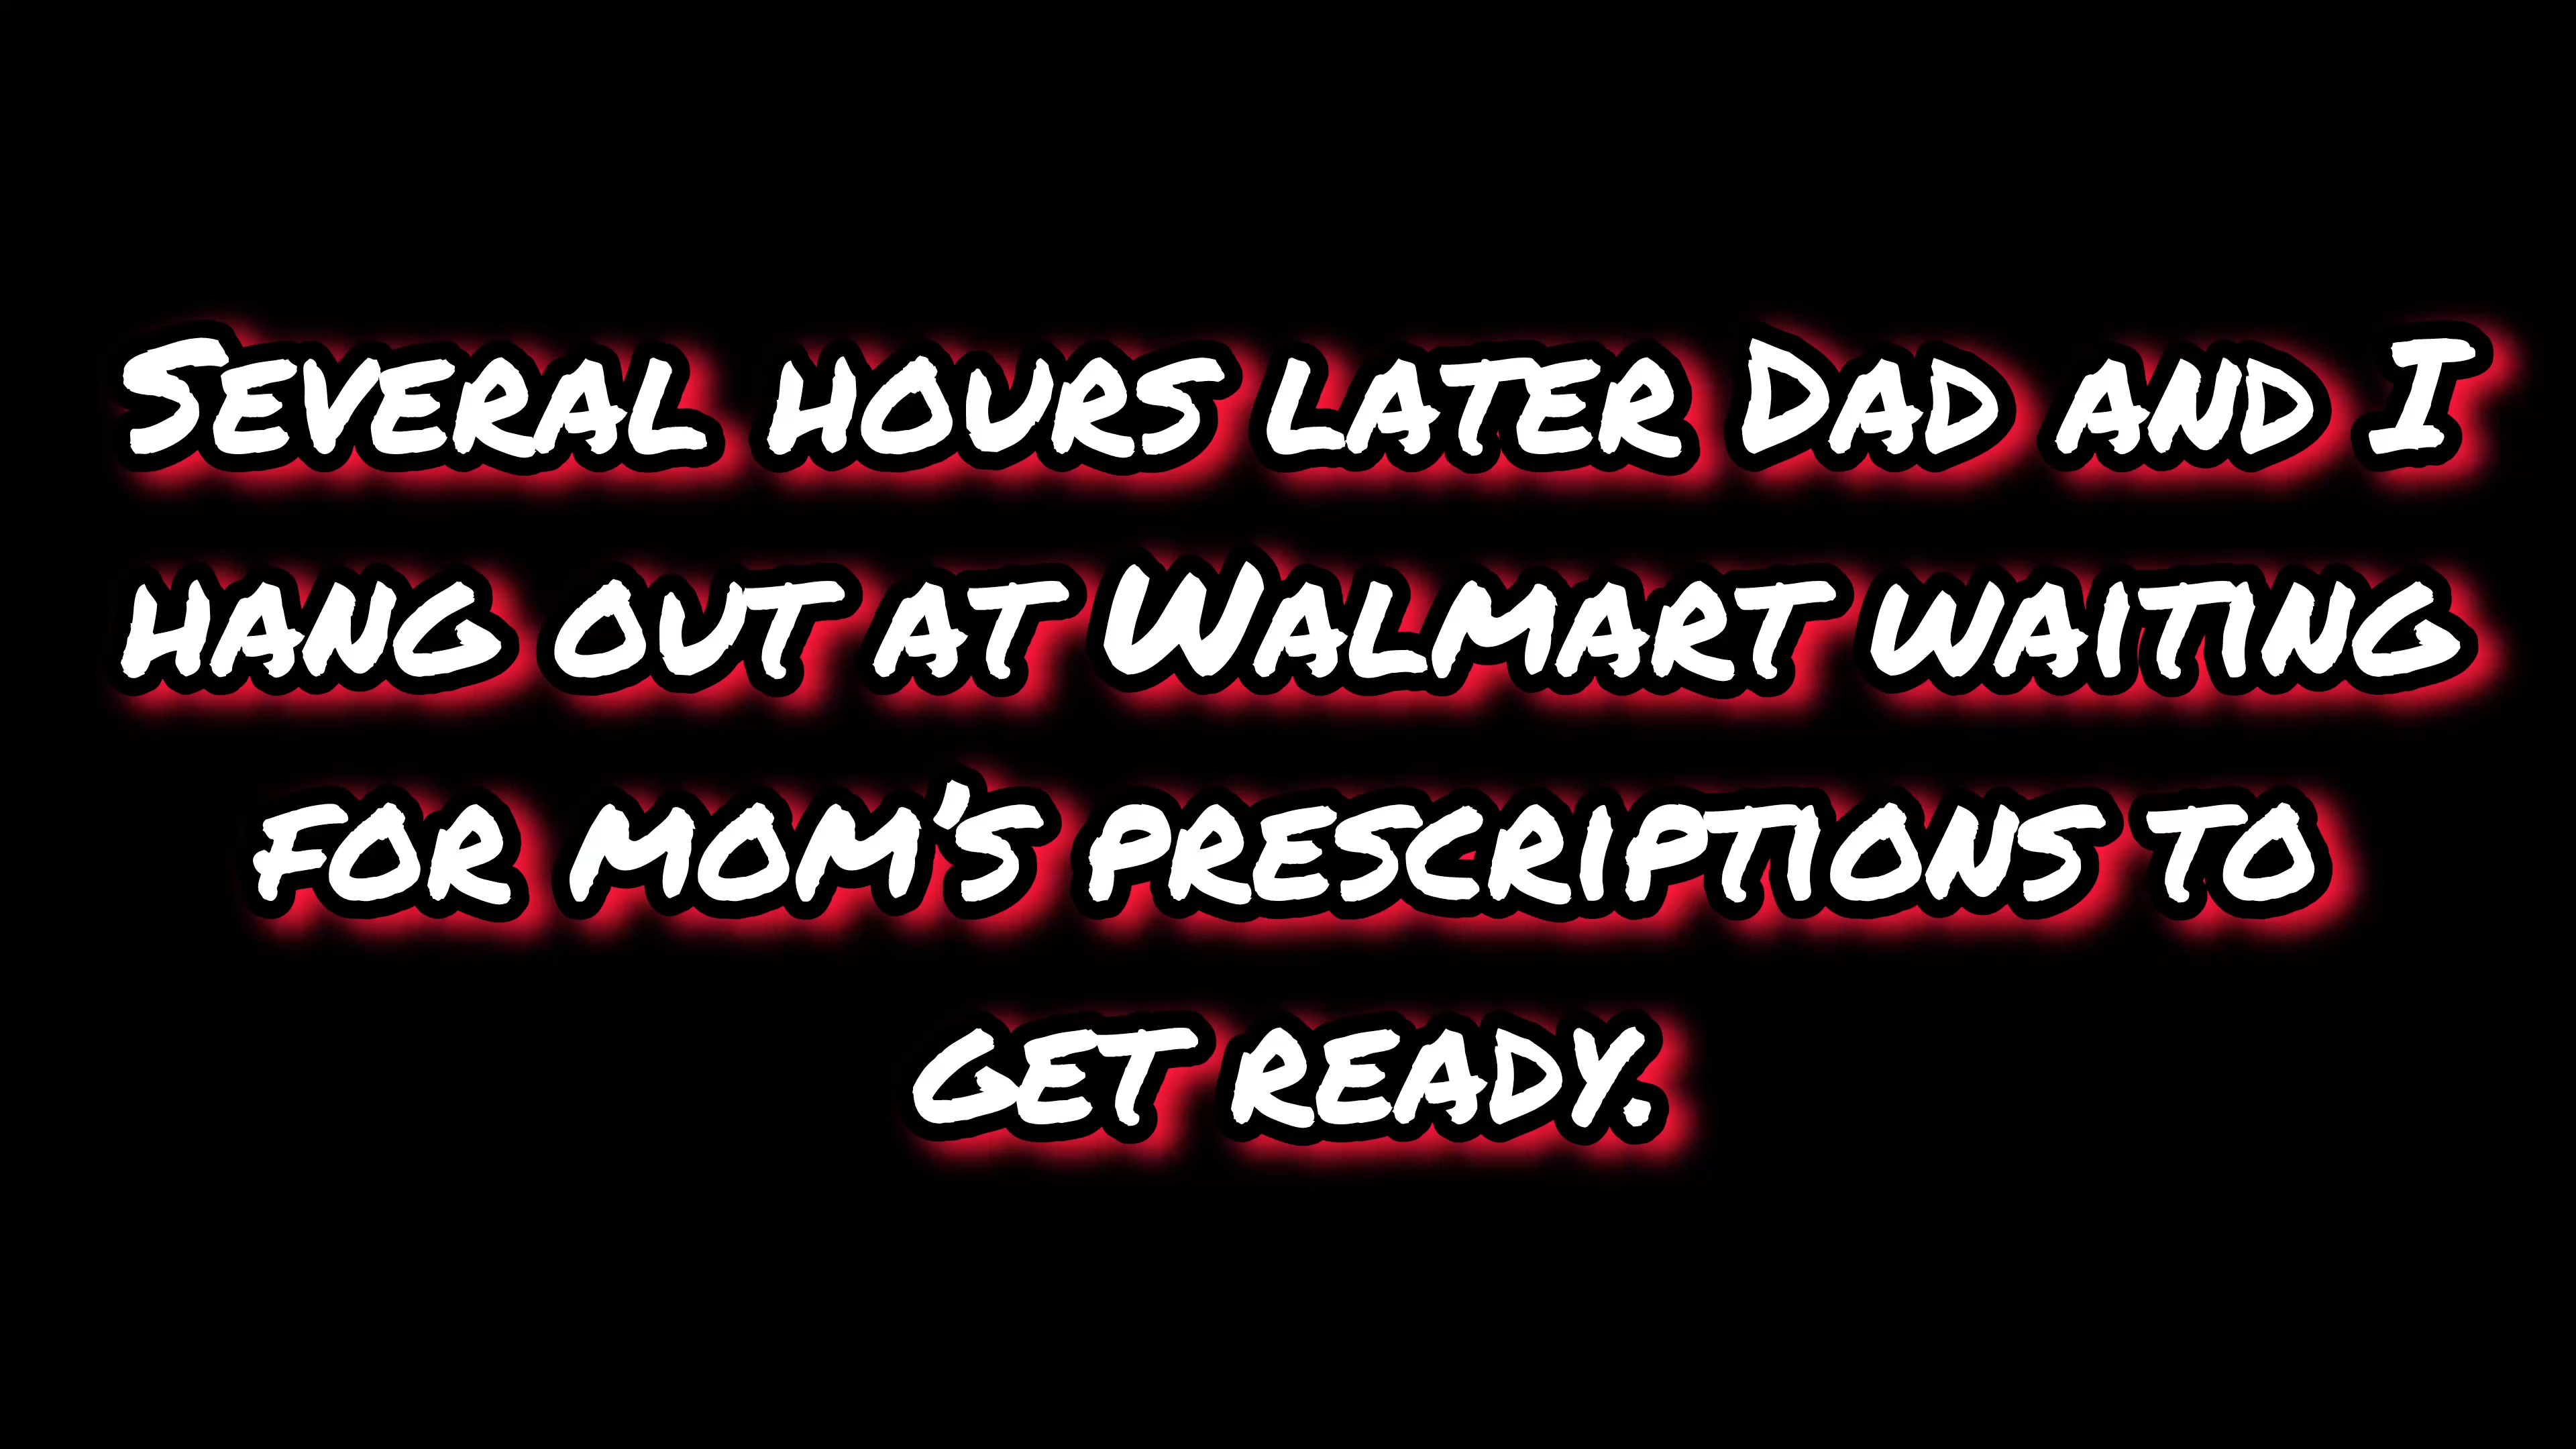 Several hours later Dad and I
hang out at Walmart waiting
for mom's prescriptions to
get ready.